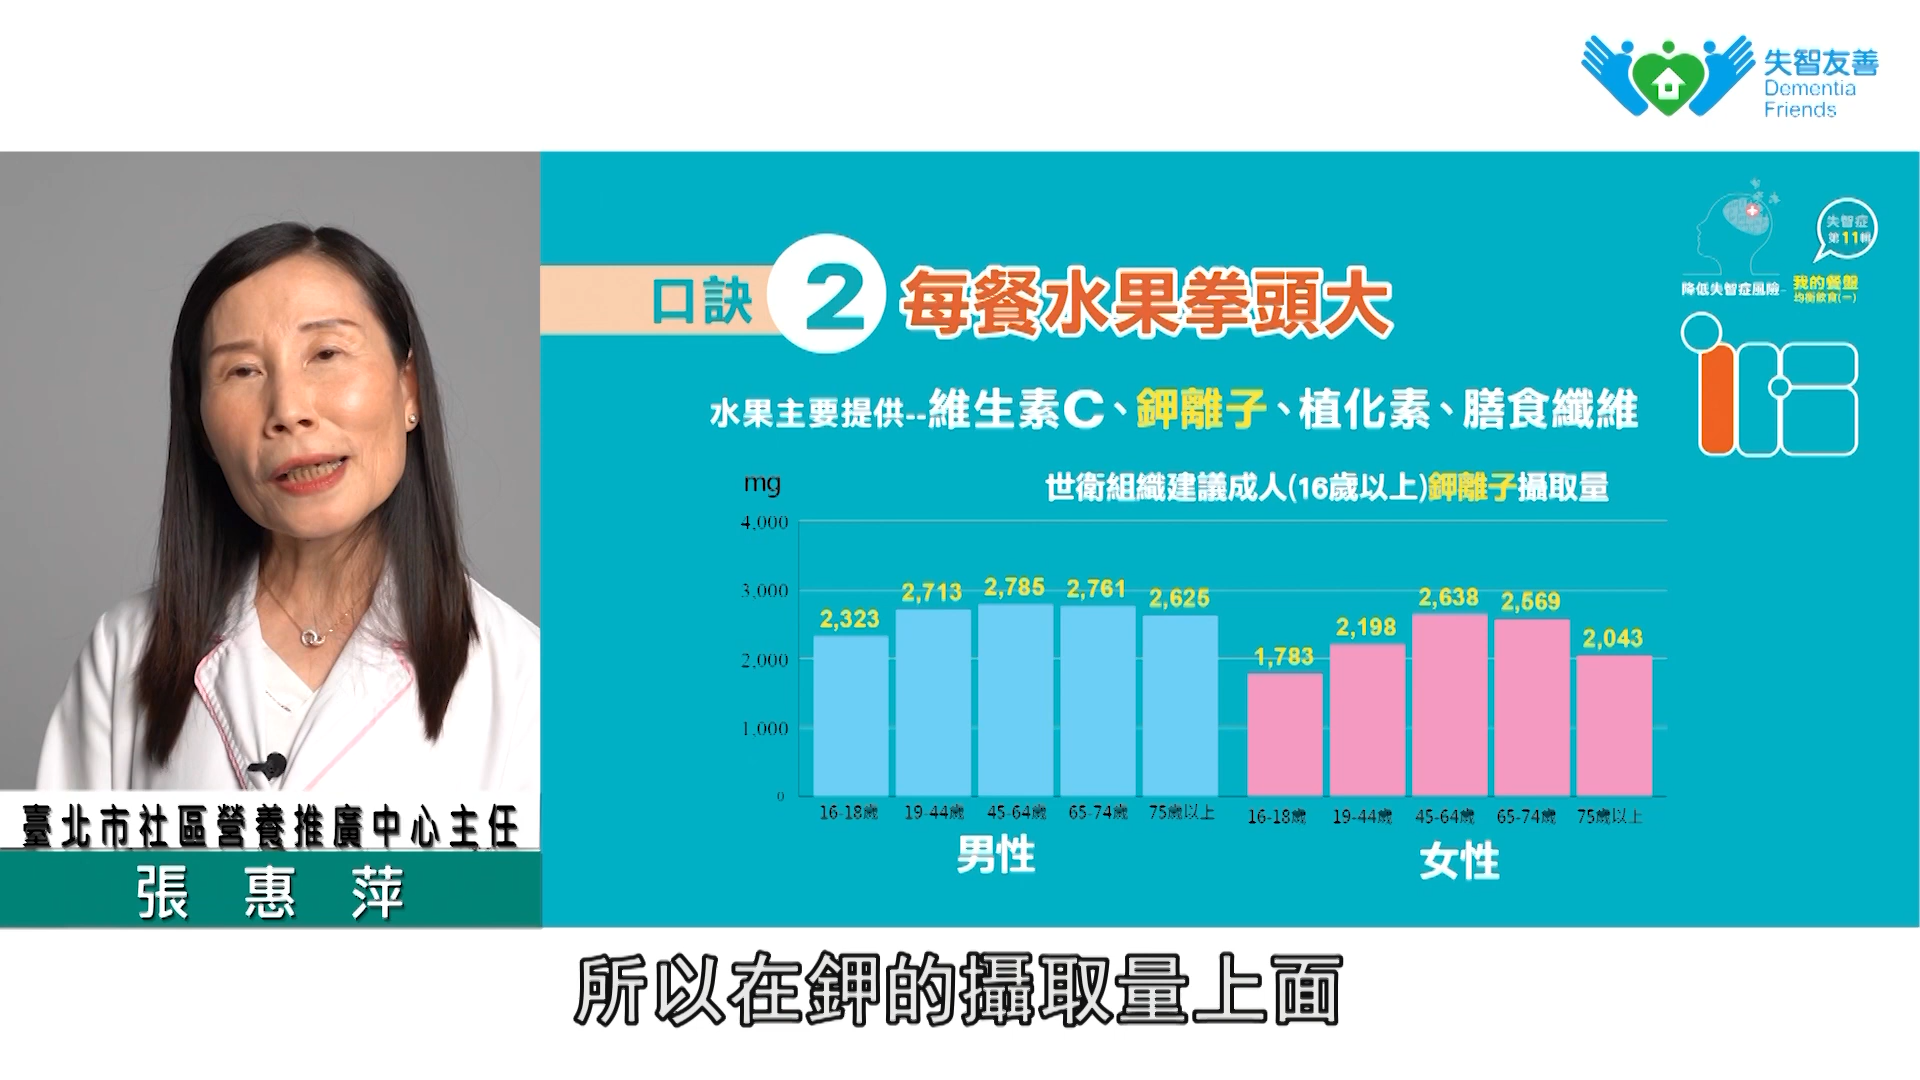 失智友善
Dementia
Friends
失智症
第11輯
降低失智症風險
我的餐盤
均衡飲食(一)
口訣 2 每餐水果拳頭大
水果主要提供--維生素C、鉀離子、植化素、膳食纖維
mg
世衛組織建議成人(16歲以上)鉀離子攝取量
4,000
3,000
2,000
1,000
0
2,323 2,713 2,785 2,761 2,625 1,783 2,198 2,638 2,569 2,043
16-18歲 19-44歲 45-64歲 65-74歲 75歲以上 16-18歲 19-44歲 45-64歲 65-74歲 75歲以上
男性 女性
臺北市社區營養推廣中心主任
張惠萍
所以在鉀的攝取量上面